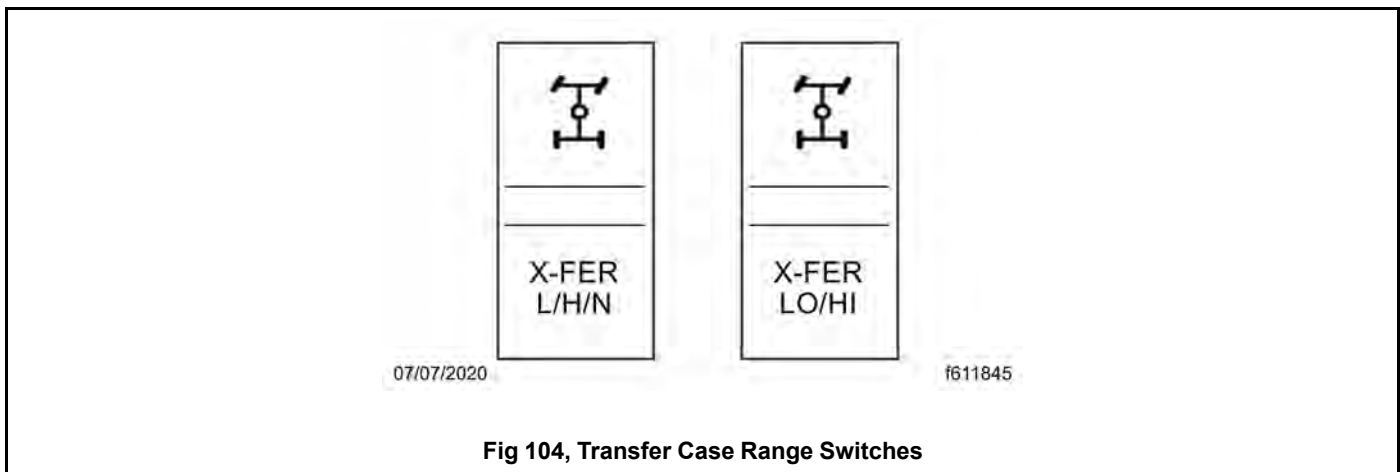 X-FER
L/H/N
X-FER
LO/HI
07/07/2020
f611845
Fig 104, Transfer Case Range Switches